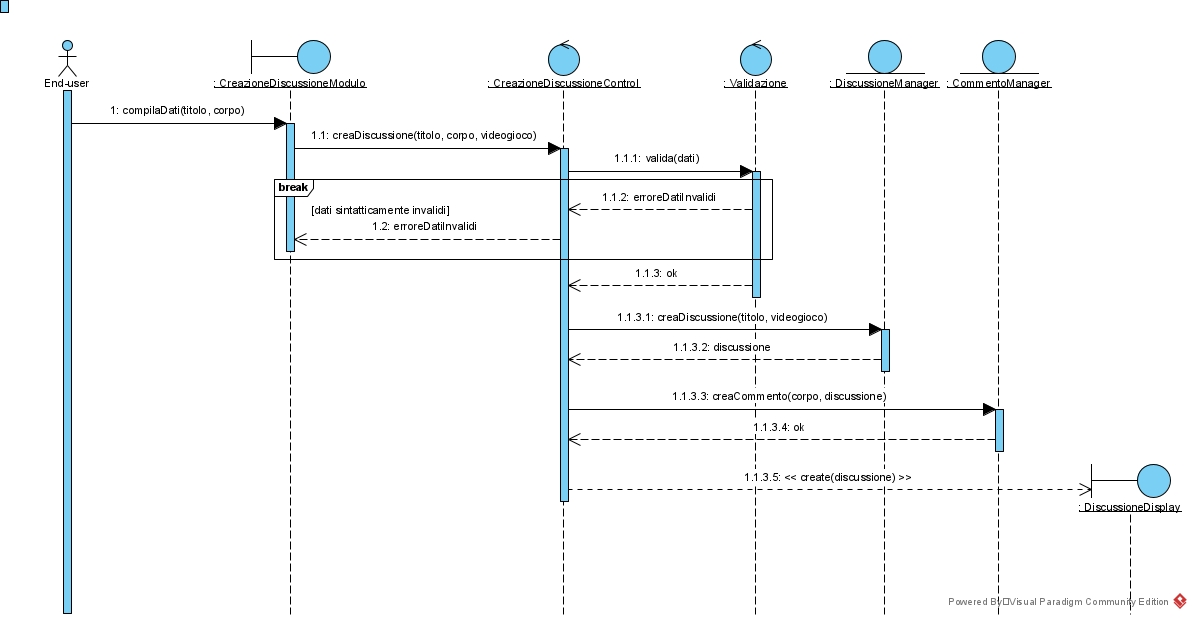 End-user
: CreazioneDiscussioneModulo
: CreazioneDiscussioneControl
: Validazione
: DiscussioneManager
: CommentoManager
1: compilaDati(titolo, corpo)
1.1: creaDiscussione(titolo, corpo, videogioco)
1.1.1: valida(dati)
break
1.1.2: erroreDatiInvalidi
[dati sintatticamente invalidi]
1.2: erroreDatiInvalidi
1.1.3: ok
1.1.3.1: creaDiscussione(titolo, videogioco)
1.1.3.2: discussione
1.1.3.3: creaCommento(corpo, discussione)
1.1.3.4: ok
1.1.3.5: << create(discussione) >>
: DiscussioneDisplay
Powered By Visual Paradigm Community Edition